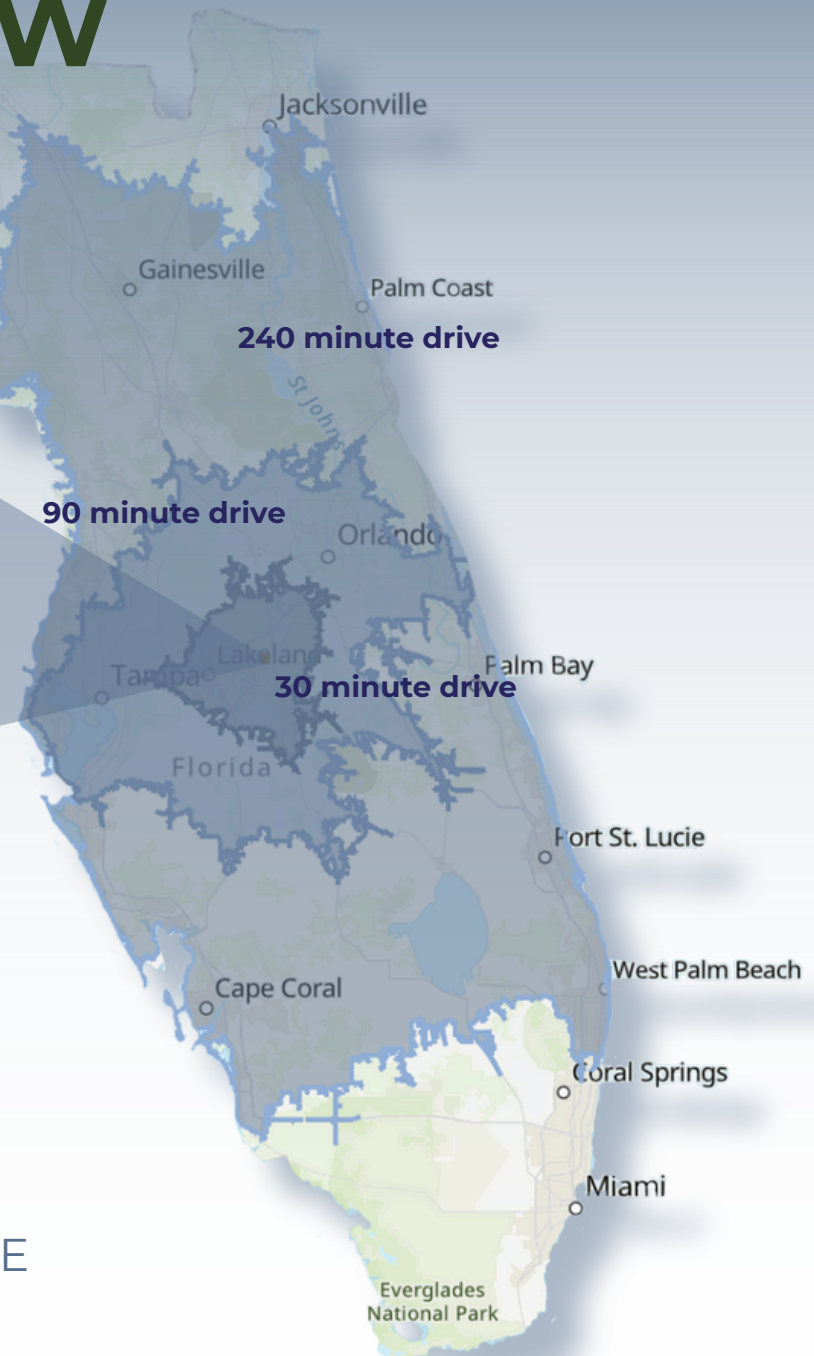 W
Jacksonville
Gainesville
Palm Coast
240 minute drive
St Johns
90 minute drive
Orlando
Lakeland
Tampa
Palm Bay
30 minute drive
Florida
Port St. Lucie
West Palm Beach
Cape Coral
Coral Springs
Miami
E
Everglades
National Park